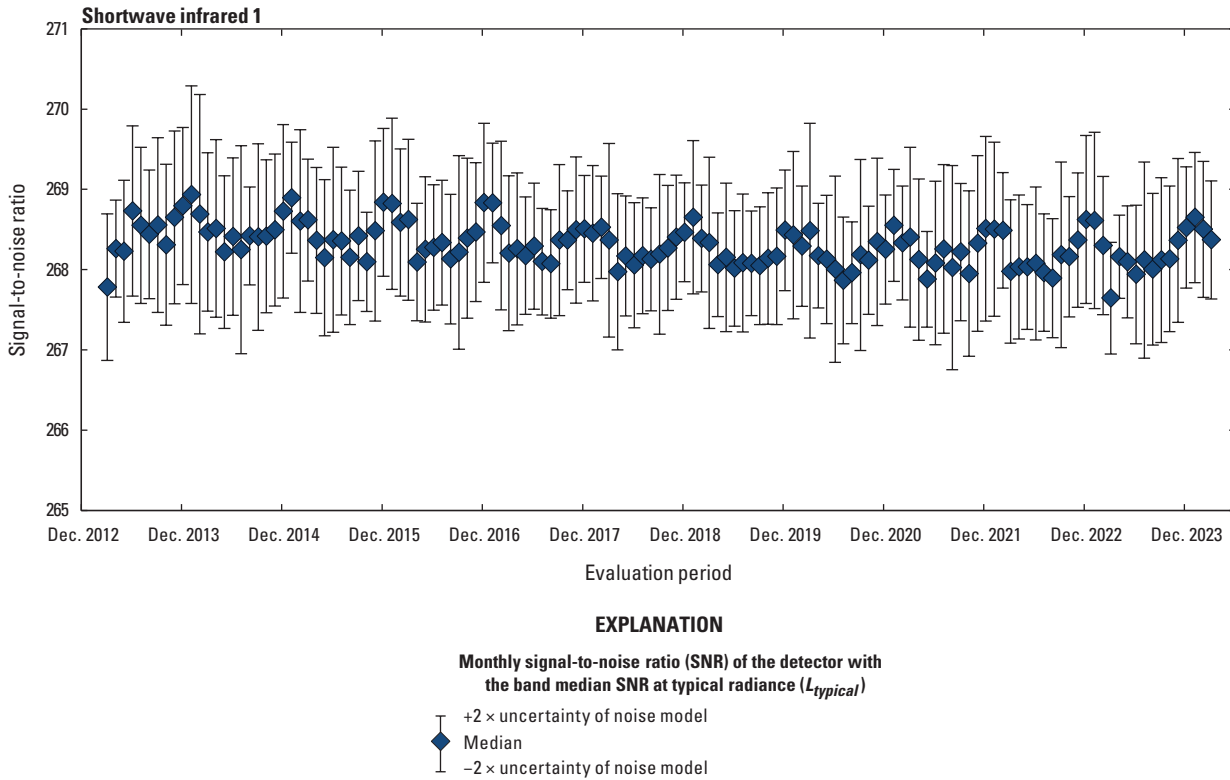 Shortwave infrared 1
271
270
269
268
267
266
265
Signal-to-noise ratio
Dec. 2012 Dec. 2013 Dec. 2014 Dec. 2015 Dec. 2016 Dec. 2017 Dec. 2018 Dec. 2019 Dec. 2020 Dec. 2021 Dec. 2022 Dec. 2023
Evaluation period
EXPLANATION
Monthly signal-to-noise ratio (SNR) of the detector with
the band median SNR at typical radiance (Ltypical)
+2 × uncertainty of noise model
Median
−2 × uncertainty of noise model